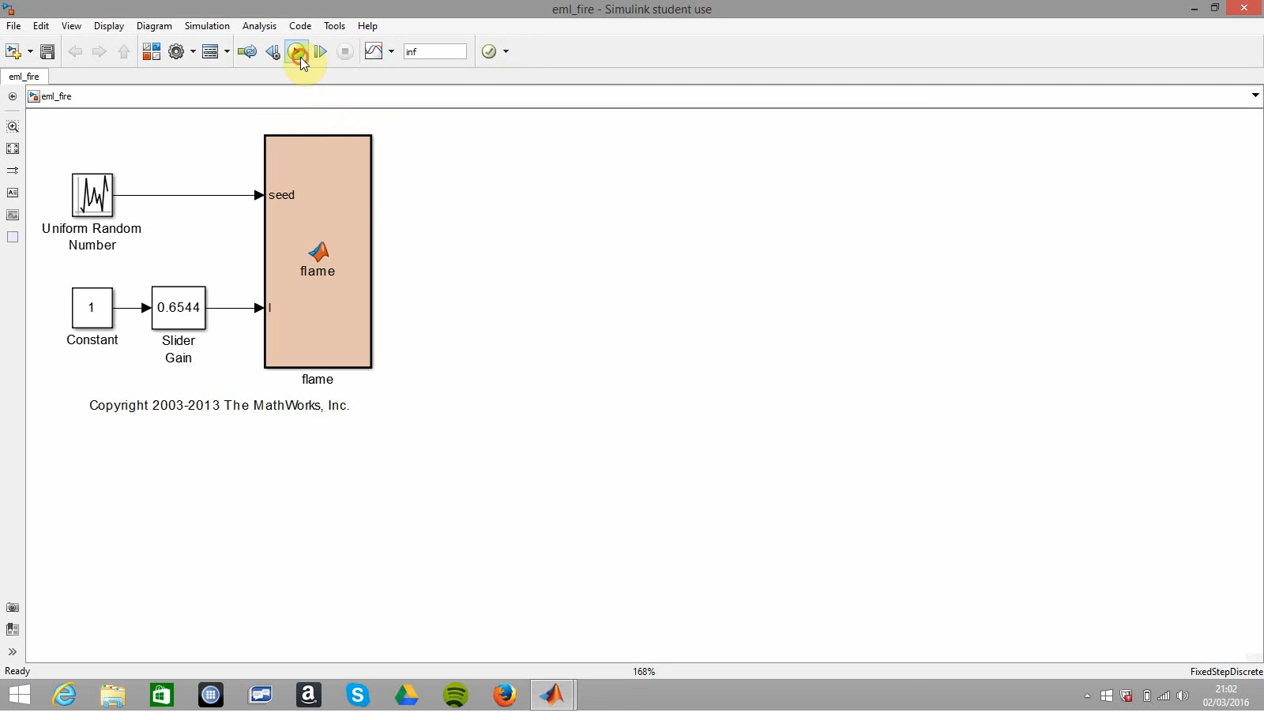 eml_fire - Simulink student use
File Edit View Display Diagram Simulation Analysis Code Tools Help
inf
eml_fire
eml_fire
seed
Uniform Random
Number
flame
1
0.6544
l
Constant
Slider
Gain
flame
Copyright 2003-2013 The MathWorks, Inc.
Ready
168%
FixedStepDiscrete
21:02
02/03/2016